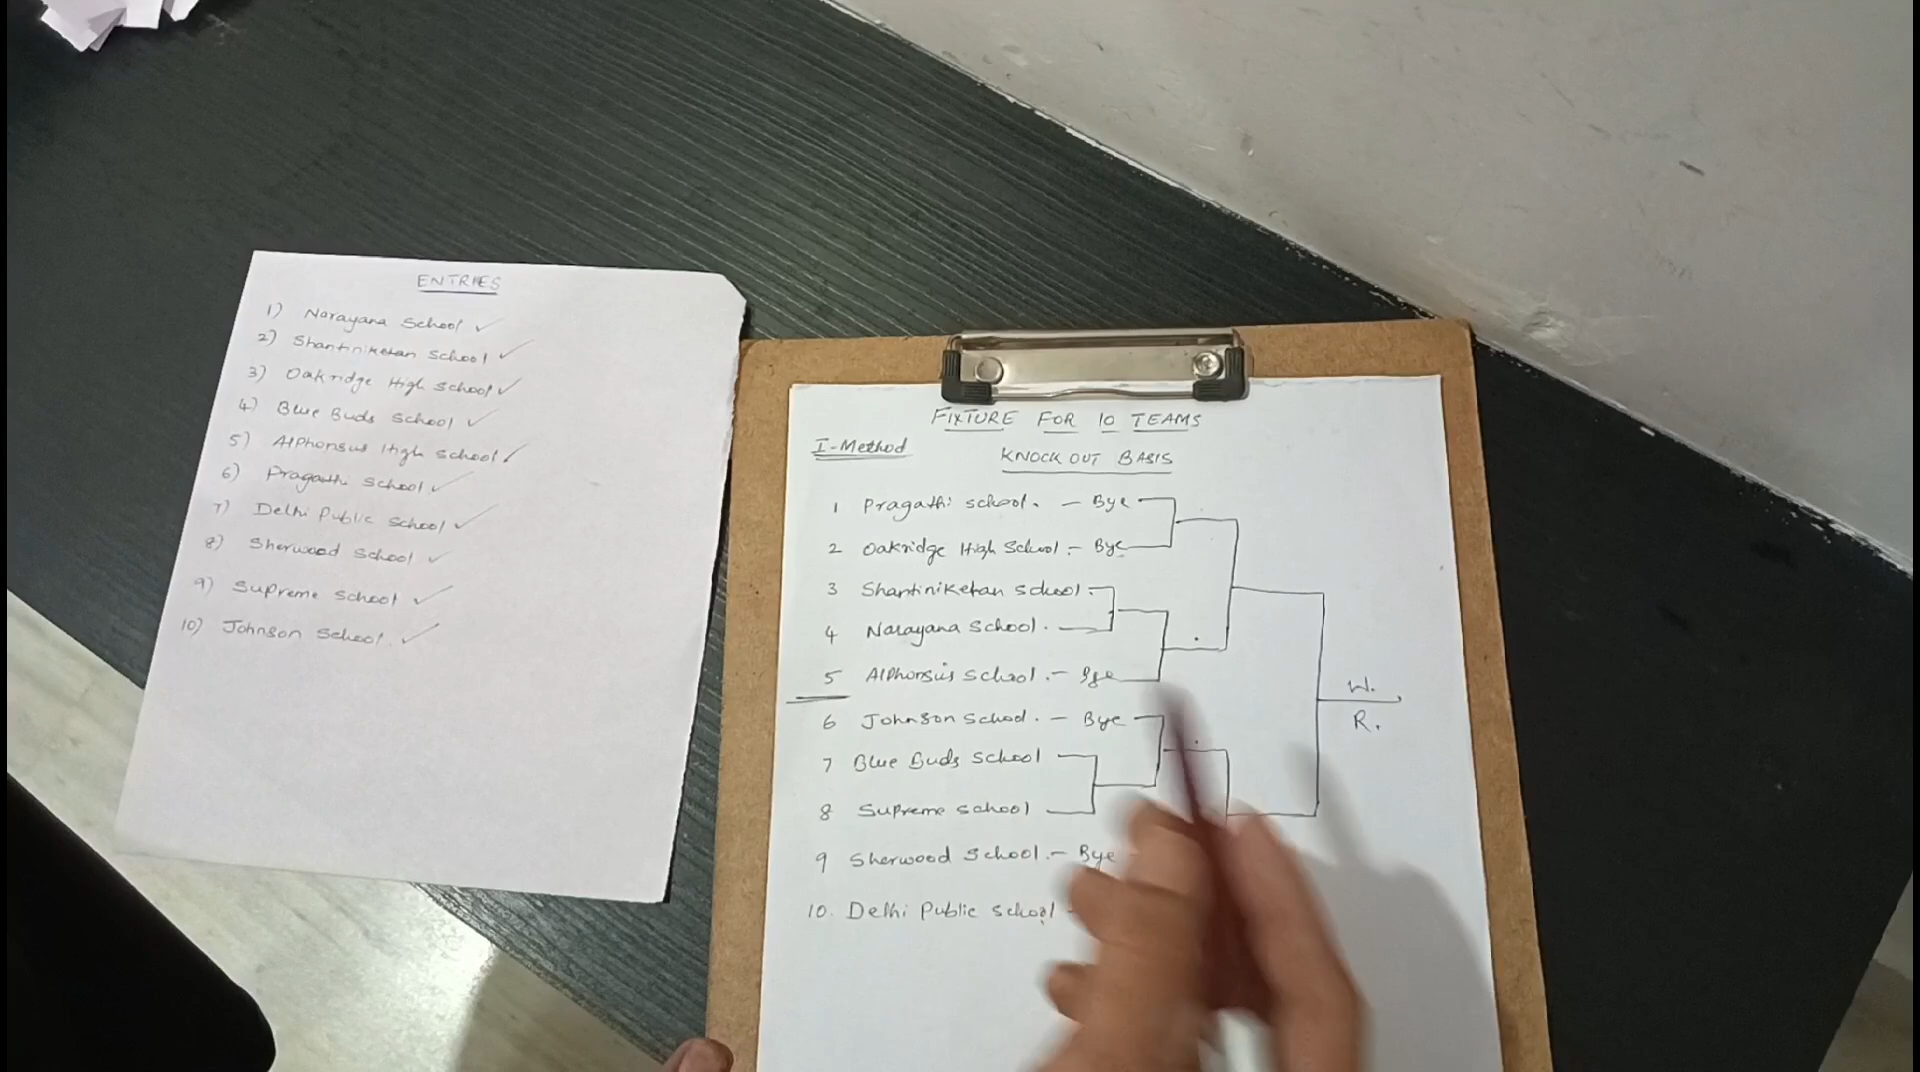 ENTRIES
1) Narayana School ✓
2) Shantiniketan School ✓
3) Oakridge High School ✓
4) Blue Buds School ✓
5) Alphonsus High School ✓
6) Pragathi School ✓
7) Delhi Public School ✓
8) Sherwood School ✓
9) Supreme School ✓
10) Johnson School. ✓
FIXTURE FOR 10 TEAMS
I-Method
KNOCK OUT BASIS
1 Pragathi School. - Bye
2 Oakridge High School. - Bye
3 Shantiniketan School
4 Narayana School.
5 Alphonsus School. - Bye
6 Johnson School. - Bye
7 Blue Buds School
8 Supreme School
9 Sherwood School. - Bye
10. Delhi Public School -
W.
R.